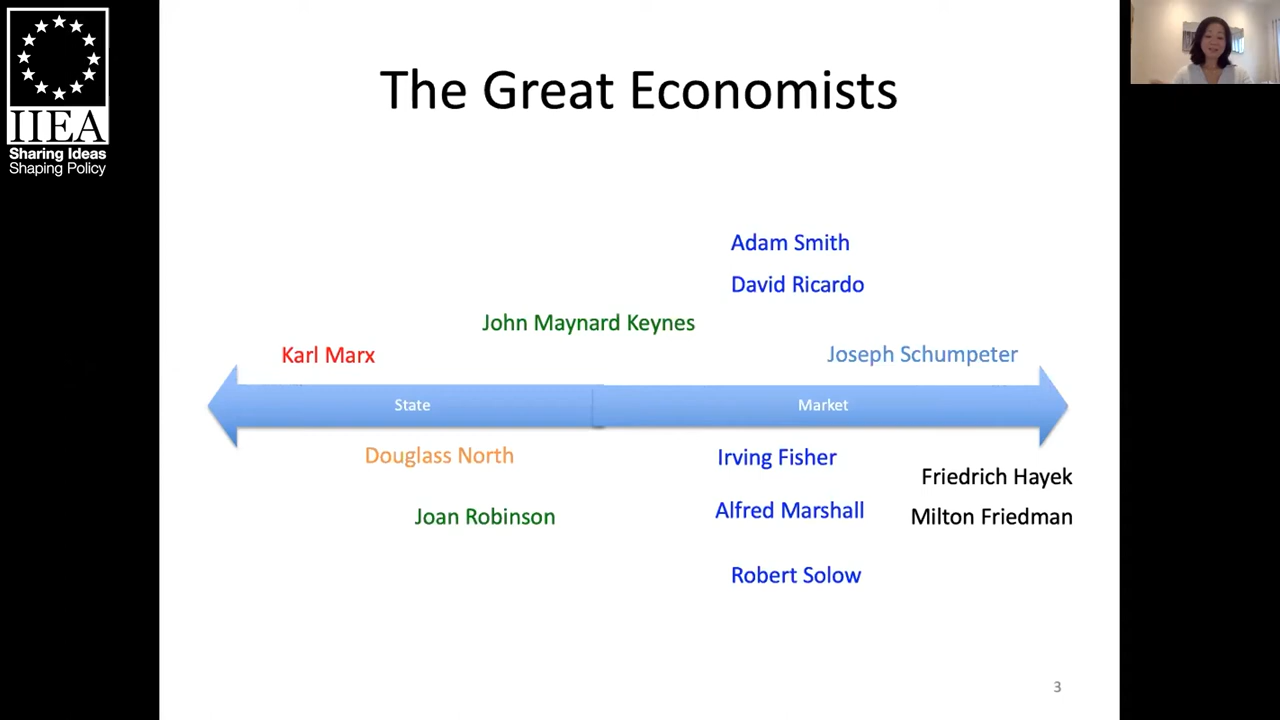 IIEA
Sharing Ideas
Shaping Policy
The Great Economists
Adam Smith
David Ricardo
John Maynard Keynes
Karl Marx
Joseph Schumpeter
State
Market
Douglass North
Irving Fisher
Friedrich Hayek
Joan Robinson
Alfred Marshall
Milton Friedman
Robert Solow
3